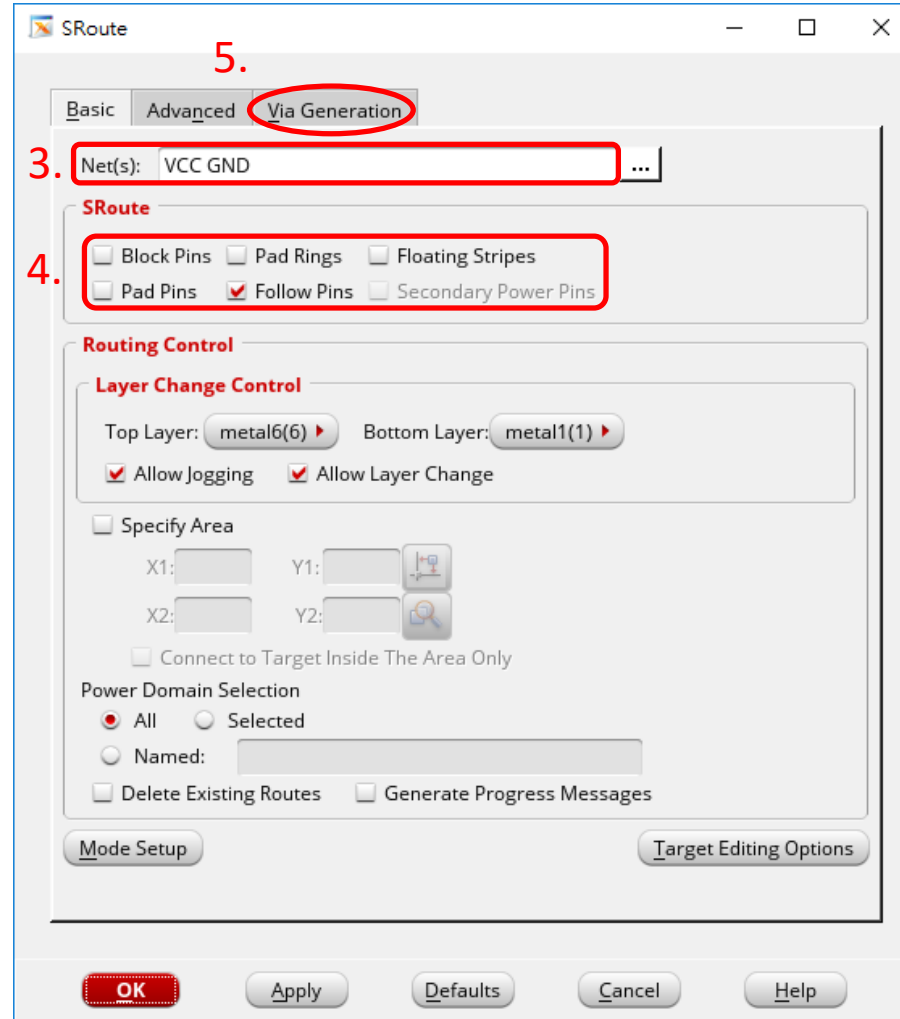 SRoute
5.
Basic Advanced Via Generation
3. Net(s): VCC GND ...
SRoute
4.
Block Pins Pad Rings Floating Stripes
Pad Pins Follow Pins Secondary Power Pins
Routing Control
Layer Change Control
Top Layer: metal6(6) Bottom Layer: metal1(1)
Allow Jogging Allow Layer Change
Specify Area
X1: Y1:
X2: Y2:
Connect to Target Inside The Area Only
Power Domain Selection
All Selected
Named:
Delete Existing Routes Generate Progress Messages
Mode Setup Target Editing Options
OK Apply Defaults Cancel Help